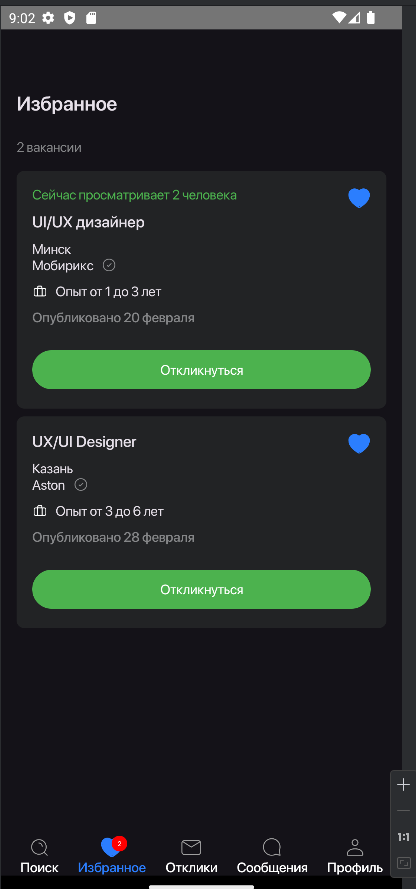 9:02
Избранное
2 вакансии
Сейчас просматривает 2 человека
UI/UX дизайнер
Минск
Мобирикс
Опыт от 1 до 3 лет
Опубликовано 20 февраля
Откликнуться
UX/UI Designer
Казань
Aston
Опыт от 3 до 6 лет
Опубликовано 28 февраля
Откликнуться
1:1
2
Поиск Избранное Отклики Сообщения Профиль